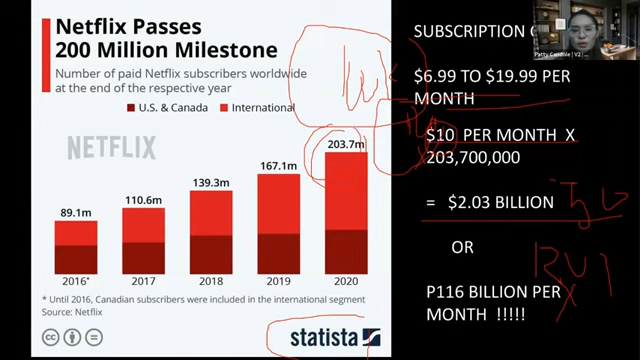 Netflix Passes
200 Million Milestone
Number of paid Netflix subscribers worldwide
at the end of the respective year
U.S. & Canada International
NETFLIX
89.1m
110.6m
139.3m
167.1m
203.7m
2016* 2017 2018 2019 2020
* Until 2016, Canadian subscribers were included in the international segment
Source: Netflix
statista
SUBSCRIPTION
$6.99 TO $19.99 PER
MONTH
$10 PER MONTH X
203,700,000
= $2.03 BILLION
OR
P116 BILLION PER
MONTH !!!!!